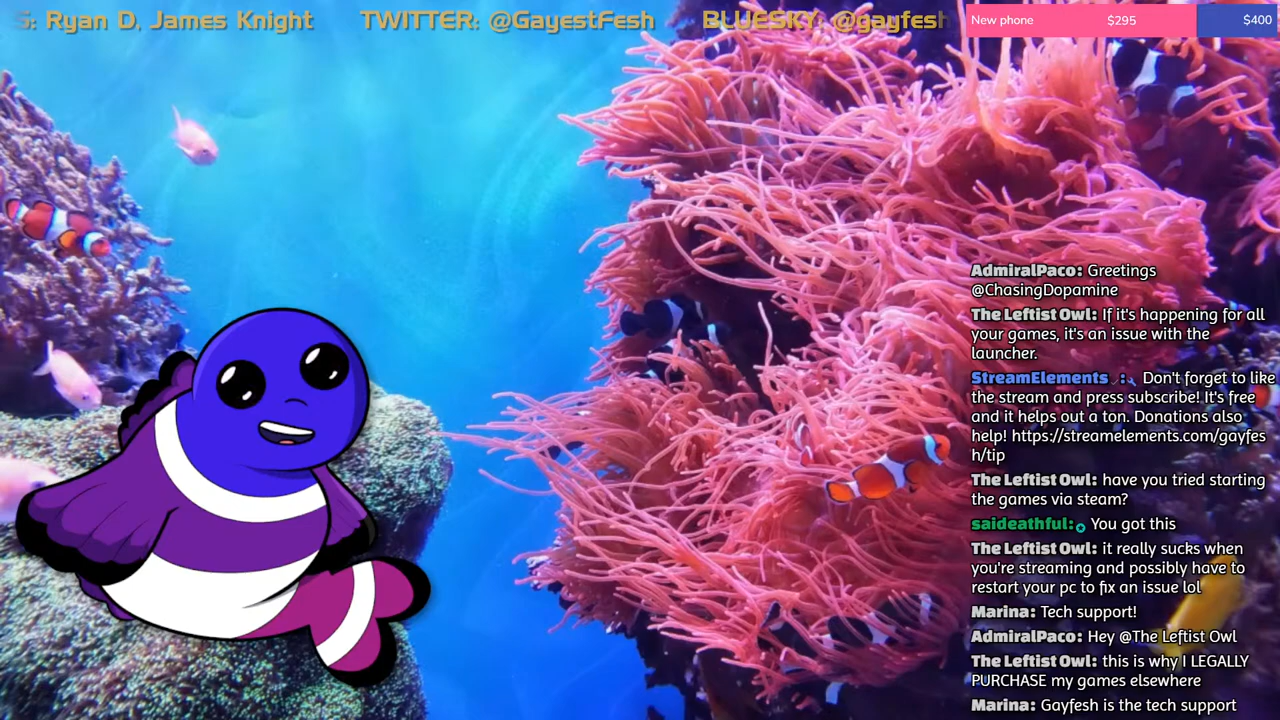 S: Ryan D, James Knight TWITTER: @GayestFesh BLUESKY: @gayfesh
New phone $295 $400
AdmiralPaco: Greetings
@ChasingDopamine
The Leftist Owl: If it's happening for all
your games, it's an issue with the
launcher.
StreamElements : Don't forget to like
the stream and press subscribe! It's free
and it helps out a ton. Donations also
help! https://streamelements.com/gayfes
h/tip
The Leftist Owl: have you tried starting
the games via steam?
saideathful: You got this
The Leftist Owl: it really sucks when
you're streaming and possibly have to
restart your pc to fix an issue lol
Marina: Tech support!
AdmiralPaco: Hey @The Leftist Owl
The Leftist Owl: this is why I LEGALLY
PURCHASE my games elsewhere
Marina: Gayfesh is the tech support